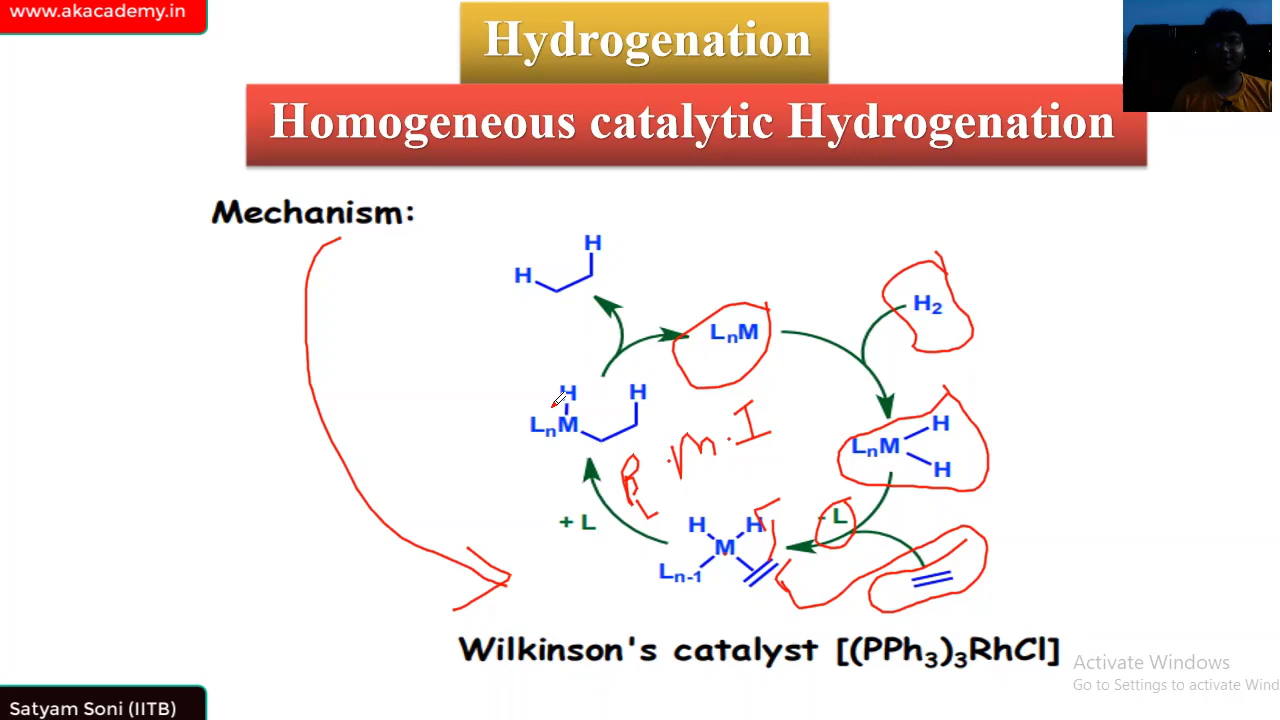 www.akacademy.in
Hydrogenation
Homogeneous catalytic Hydrogenation
Mechanism:
H
H
LnM
H2
H
H
LnM
LnM
H
H
R.M.I
+ L
- L
H
H
M
Ln-1
Wilkinson's catalyst [(PPh3)3RhCl]
Activate Windows
Go to Settings to activate Wind
Satyam Soni (IITB)